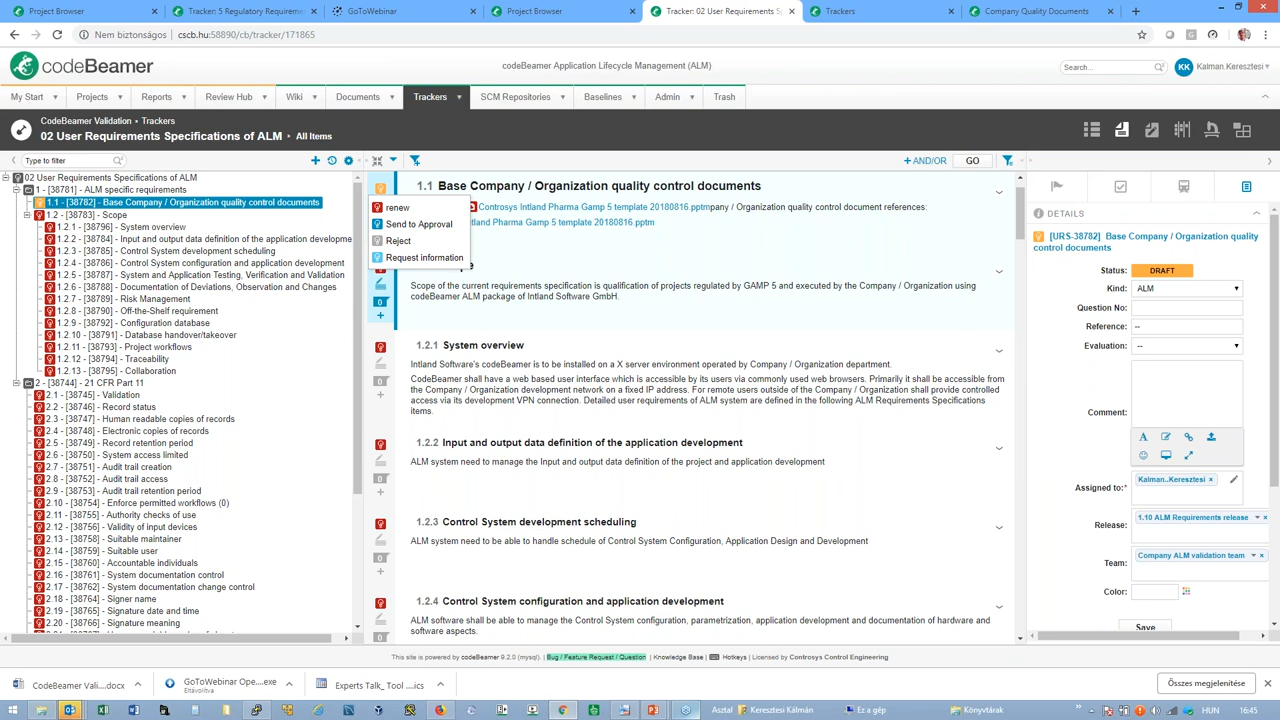 Project Browser
Tracker: 5 Regulatory Requireme
GoToWebinar
Project Browser
Tracker: 02 User Requirements Sp
Trackers
Company Quality Documents
Nem biztonságos | cscb.hu:58890/cb/tracker/171865
codeBeamer
codeBeamer Application Lifecycle Management (ALM)
Search...
KK Kalman.Keresztesi
My Start Projects Reports Review Hub Wiki Documents Trackers SCM Repositories Baselines Admin Trash
CodeBeamer Validation • Trackers
02 User Requirements Specifications of ALM • All Items
Type to filter
+ AND/OR GO
02 User Requirements Specifications of ALM
1 - [38781] - ALM specific requirements
1.1 - [38782] - Base Company / Organization quality control documents
1.2 - [38783] - Scope
1.2.1 - [38796] - System overview
1.2.2 - [38784] - Input and output data definition of the application developme
1.2.3 - [38785] - Control System development scheduling
1.2.4 - [38786] - Control System configuration and application development
1.2.5 - [38787] - System and Application Testing, Verification and Validation
1.2.6 - [38788] - Documentation of Deviations, Observation and Changes
1.2.7 - [38789] - Risk Management
1.2.8 - [38790] - Off-the-Shelf requirement
1.2.9 - [38792] - Configuration database
1.2.10 - [38791] - Database handover/takeover
1.2.11 - [38793] - Project workflows
1.2.12 - [38794] - Traceability
1.2.13 - [38795] - Collaboration
2 - [38744] - 21 CFR Part 11
2.1 - [38745] - Validation
2.2 - [38746] - Record status
2.3 - [38747] - Human readable copies of records
2.4 - [38748] - Electronic copies of records
2.5 - [38749] - Record retention period
2.6 - [38750] - System access limited
2.7 - [38751] - Audit trail creation
2.8 - [38752] - Audit trail access
2.9 - [38753] - Audit trail retention period
2.10 - [38754] - Enforce permitted workflows (0)
2.11 - [38755] - Authority checks of use
2.12 - [38756] - Validity of input devices
2.13 - [38758] - Suitable maintainer
2.14 - [38759] - Suitable user
2.15 - [38760] - Accountable individuals
2.16 - [38761] - System documentation control
2.17 - [38762] - System documentation change control
2.18 - [38764] - Signer name
2.19 - [38765] - Signature date and time
2.20 - [38766] - Signature meaning
renew
Send to Approval
Reject
Request information
1.1 Base Company / Organization quality control documents
Controsys Intland Pharma Gamp 5 template 20180816.pptm pany / Organization quality control document references:
tland Pharma Gamp 5 template 20180816.pptm
pe
Scope of the current requirements specification is qualification of projects regulated by GAMP 5 and executed by the Company / Organization using
codeBeamer ALM package of Intland Software GmbH.
1.2.1 System overview
Intland Software's codeBeamer is to be installed on a X server environment operated by Company / Organization department.
CodeBeamer shall have a web based user interface which is accessible by its users via commonly used web browsers. Primarily it shall be accessible from
the Company / Organization development network on a fixed IP address. For remote users outside of the Company / Organization shall provide controlled
access via its development VPN connection. Detailed user requirements of ALM system are defined in the following ALM Requirements Specifications
items.
1.2.2 Input and output data definition of the application development
ALM system need to manage the Input and output data definition of the project and application development
1.2.3 Control System development scheduling
ALM system need to be able to handle schedule of Control System Configuration, Application Design and Development
1.2.4 Control System configuration and application development
ALM software shall be able to manage the Control System configuration, parametrization, application development and documentation of hardware and
software aspects.
DETAILS
[URS-38782] Base Company / Organization quality
control documents
Status: DRAFT
Kind: ALM
Question No:
Reference: --
Evaluation: --
Comment:
Assigned to:* Kalman..Keresztesi ×
Release: 1.10 ALM Requirements release ×
Team: Company ALM validation team ×
Color:
Save
This site is powered by codeBeamer 9.2.0 (mysql). | Bug / Feature Request / Question | Knowledge Base | Hotkeys | Licensed by Controsys Control Engineering
CodeBeamer Vali....docx
GoToWebinar Ope....exe
Eltávolítva
Experts Talk_ Tool ....ics
Összes megjelenítése
Asztal Keresztesi Kálmán Ez a gép Könyvtárak HUN 16:45